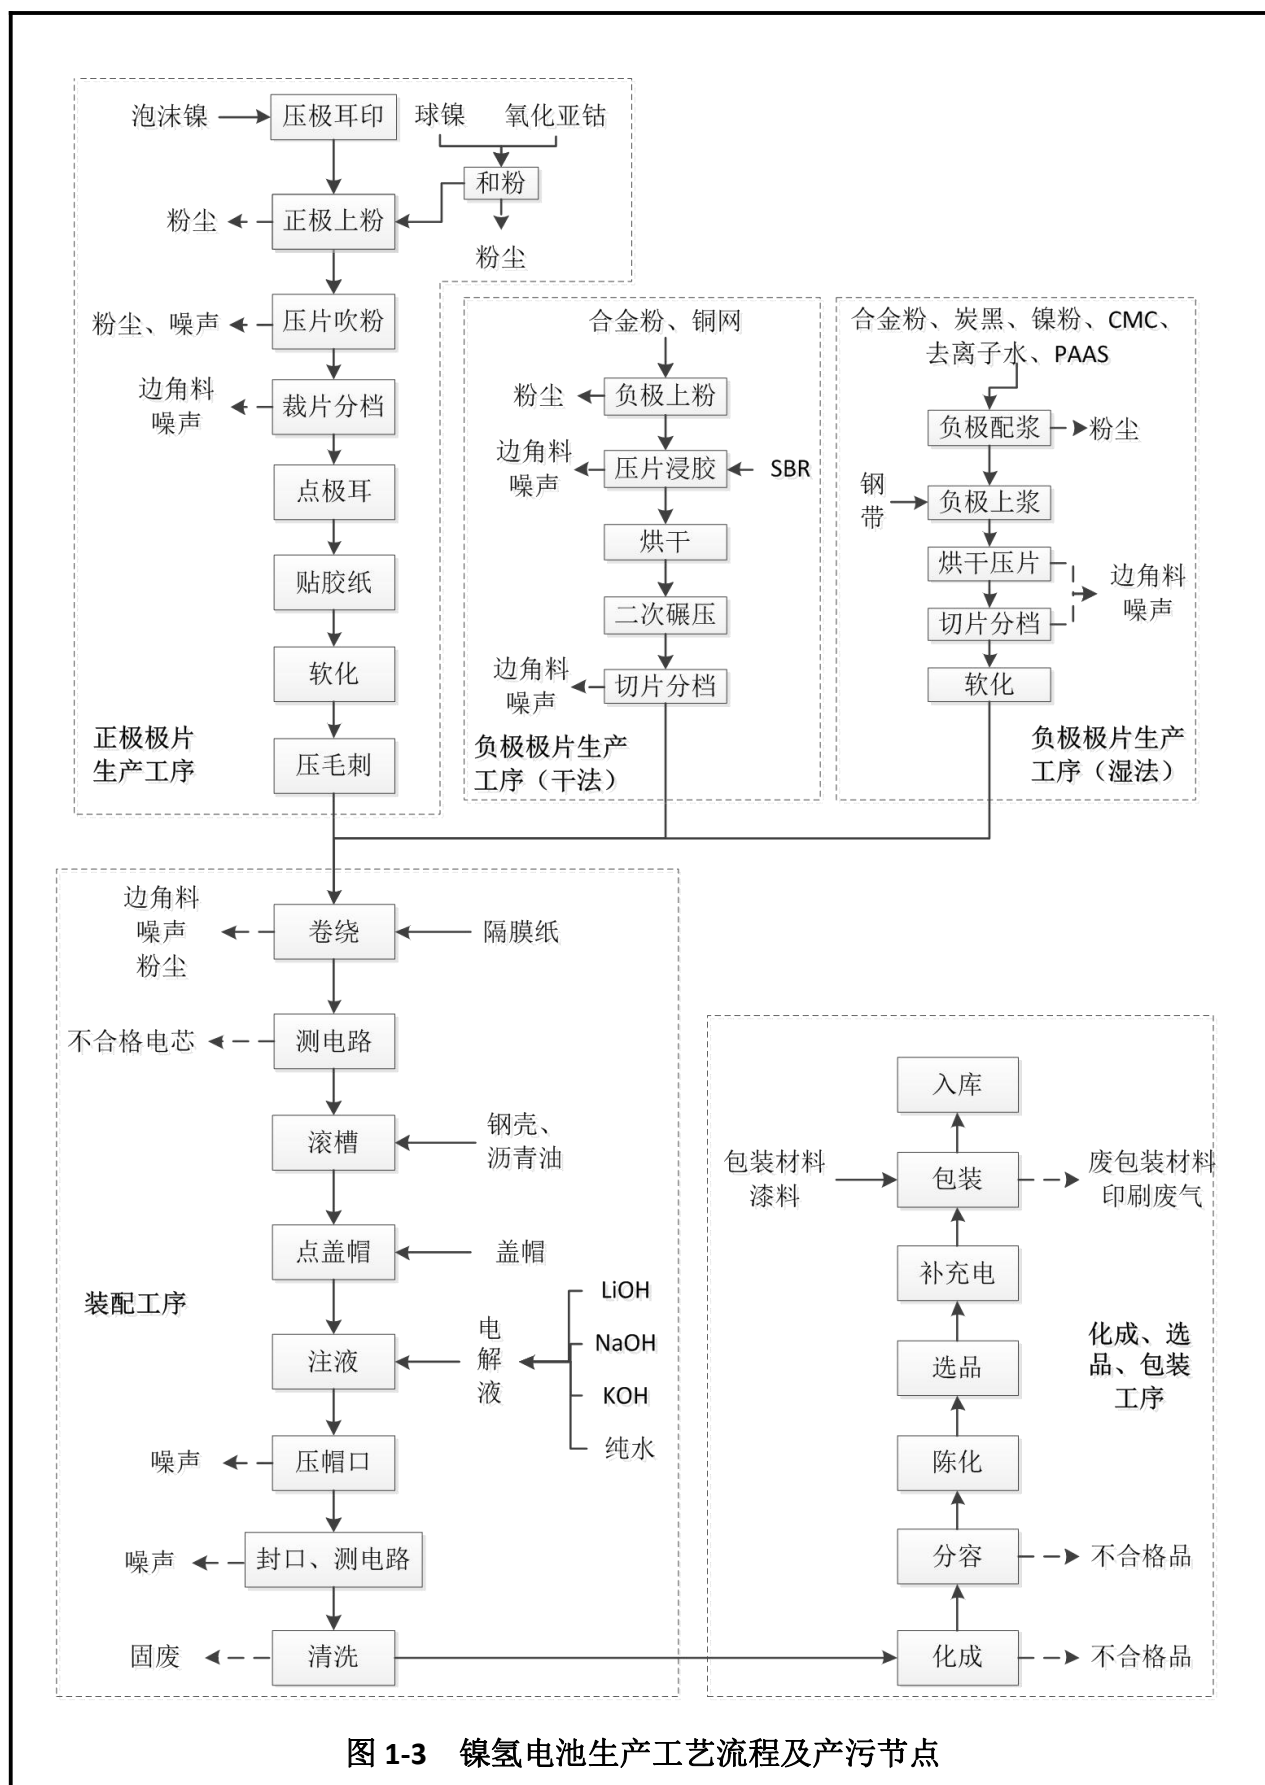 泡沫镍
压极耳印
球镍
氧化亚钴
和粉
粉尘
正极上粉
粉尘
粉尘、噪声
压片吹粉
边角料
噪声
裁片分档
点极耳
贴胶纸
软化
压毛刺
正极极片
生产工序
合金粉、铜网
粉尘
负极上粉
边角料
噪声
压片浸胶
SBR
烘干
二次碾压
边角料
噪声
切片分档
负极极片生产
工序（干法）
合金粉、炭黑、镍粉、CMC、
去离子水、PAAS
负极配浆
粉尘
钢
带
负极上浆
烘干压片
边角料
噪声
切片分档
软化
负极极片生产
工序（湿法）
边角料
噪声
粉尘
卷绕
隔膜纸
不合格电芯
测电路
滚槽
钢壳、
沥青油
点盖帽
盖帽
装配工序
注液
电
解
液
LiOH
NaOH
KOH
纯水
噪声
压帽口
噪声
封口、测电路
固废
清洗
入库
包装材料
漆料
包装
废包装材料
印刷废气
补充电
选品
化成、选
品、包装
工序
陈化
分容
不合格品
化成
不合格品
图 1-3 镍氢电池生产工艺流程及产污节点